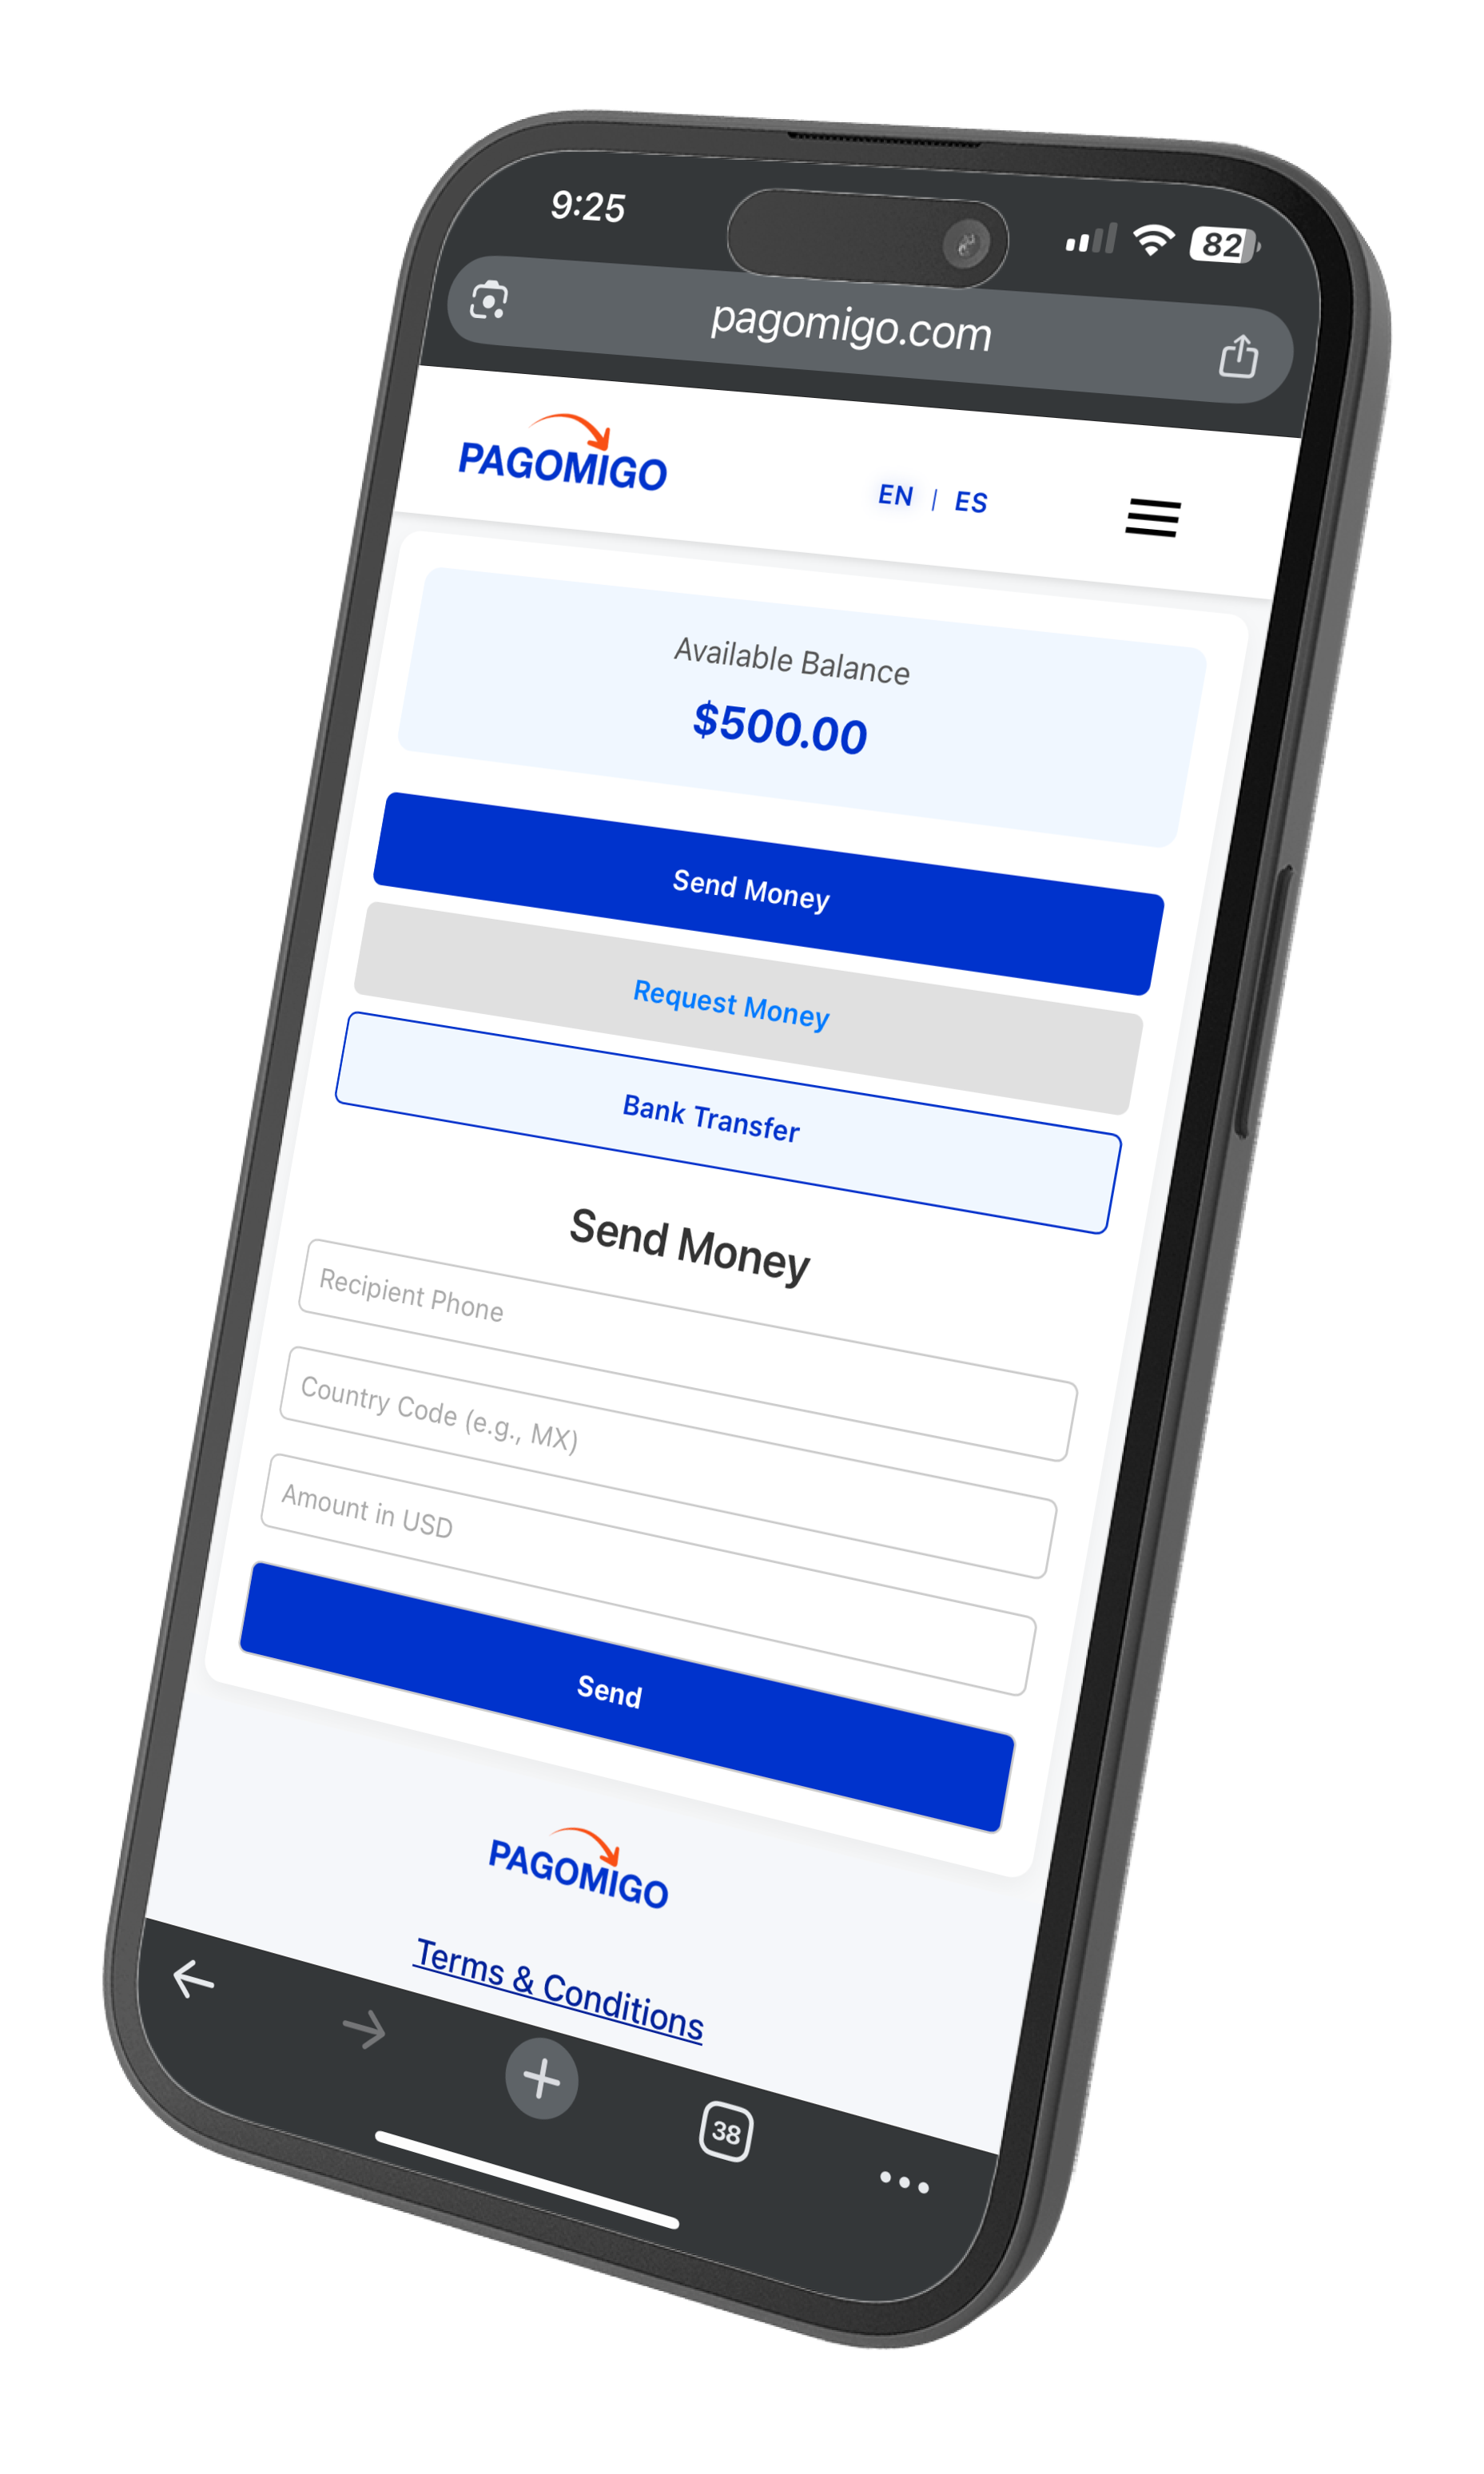 9:25
82
pagomigo.com
PAGOMIGO
EN | ES
Available Balance
$500.00
Send Money
Request Money
Bank Transfer
Send Money
Recipient Phone
Country Code (e.g., MX)
Amount in USD
Send
PAGOMIGO
Terms & Conditions
38